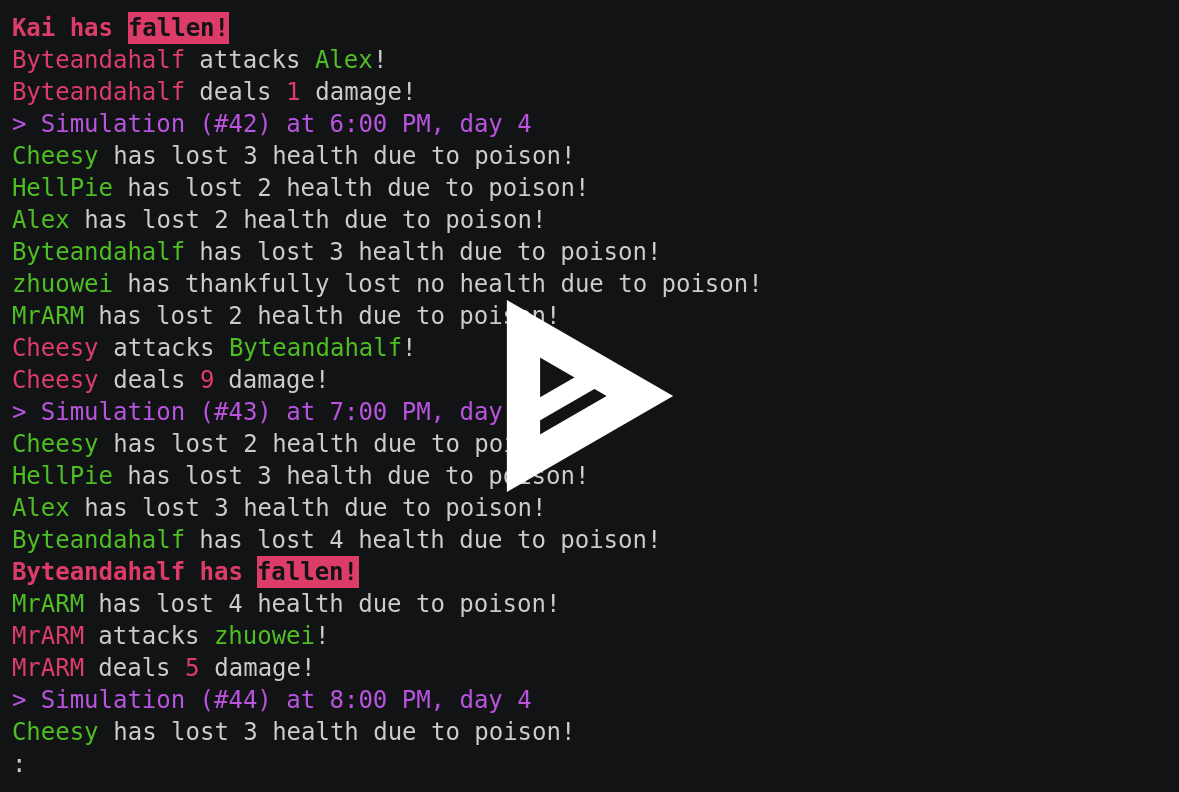 Kai has fallen!
Byteandahalf attacks Alex!
Byteandahalf deals 1 damage!
> Simulation (#42) at 6:00 PM, day 4
Cheesy has lost 3 health due to poison!
HellPie has lost 2 health due to poison!
Alex has lost 2 health due to poison!
Byteandahalf has lost 3 health due to poison!
zhuowei has thankfully lost no health due to poison!
MrARM has lost 2 health due to poison!
Cheesy attacks Byteandahalf!
Cheesy deals 9 damage!
> Simulation (#43) at 7:00 PM, day
Cheesy has lost 2 health due to
HellPie has lost 3 health due to poison!
Alex has lost 3 health due to poison!
Byteandahalf has lost 4 health due to poison!
Byteandahalf has fallen!
MrARM has lost 4 health due to poison!
MrARM attacks zhuowei!
MrARM deals 5 damage!
> Simulation (#44) at 8:00 PM, day 4
Cheesy has lost 3 health due to poison!
: